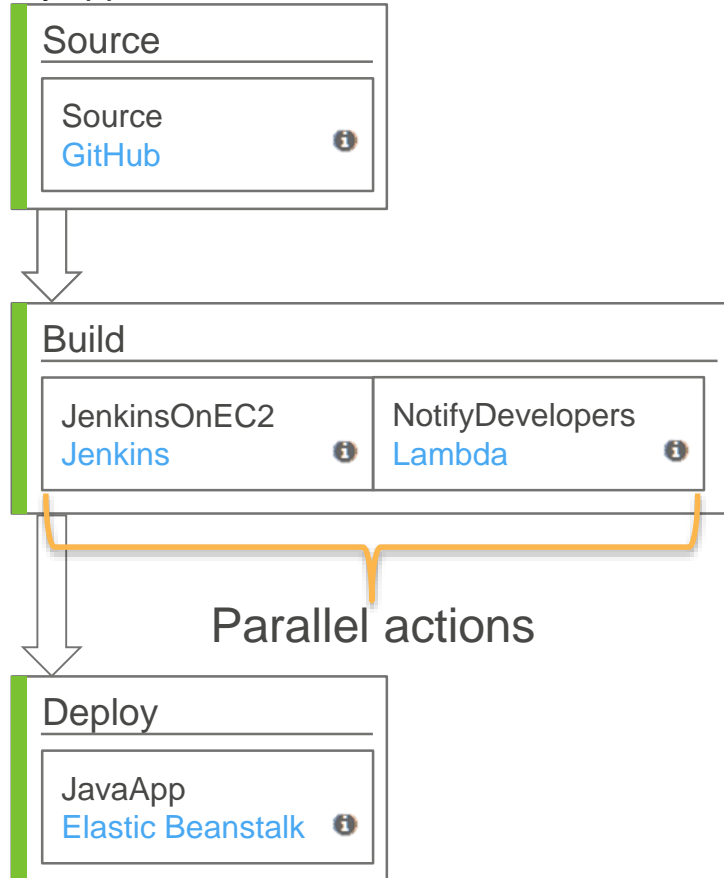 Source
Source
GitHub
Build
JenkinsOnEC2
Jenkins
NotifyDevelopers
Lambda
Parallel actions
Deploy
JavaApp
Elastic Beanstalk